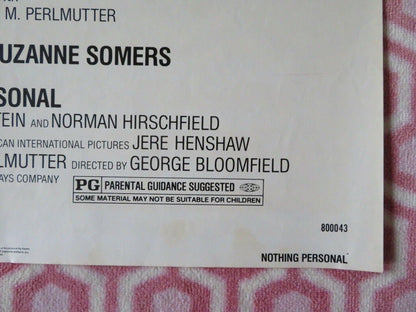 M. PERLMUTTER
UZANNE SOMERS
SONAL
TEIN AND NORMAN HIRSCHFIELD
CAN INTERNATIONAL PICTURES JERE HENSHAW
LMUTTER DIRECTED BY GEORGE BLOOMFIELD
AYS COMPANY
PG PARENTAL GUIDANCE SUGGESTED
SOME MATERIAL MAY NOT BE SUITABLE FOR CHILDREN
800043
NOTHING PERSONAL